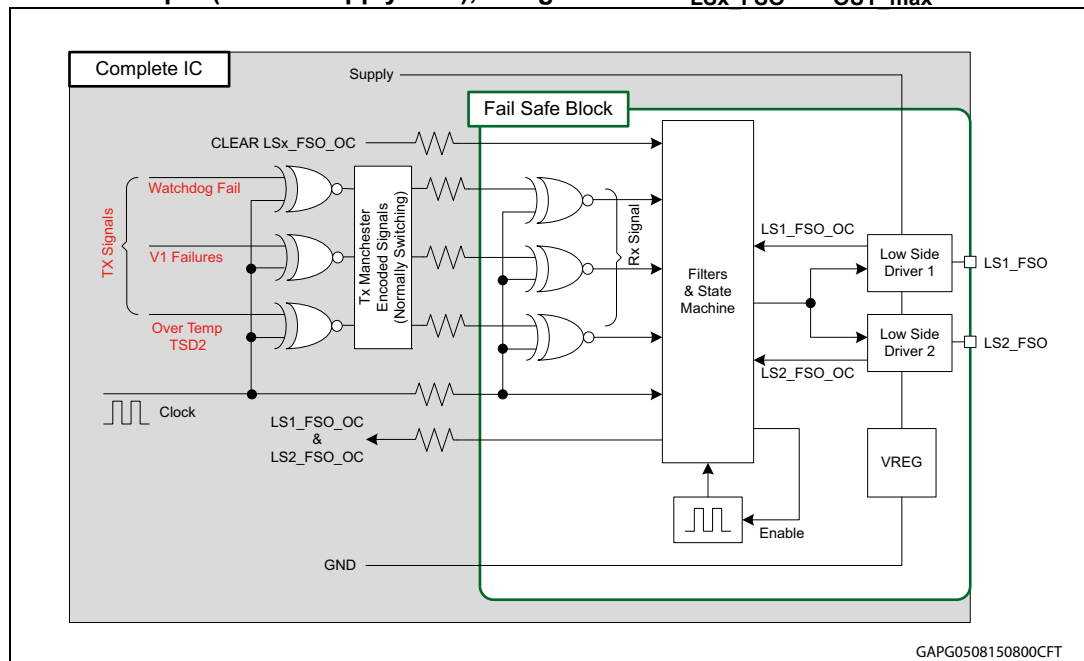 Complete IC
Supply
Fail Safe Block
CLEAR LSx_FSO_OC
TX Signals
Watchdog Fail
V1 Failures
Over Temp
TSD2
Tx Manchester
Encoded Signals
(Normally Switching)
Rx Signal
Filters
& State
Machine
LS1_FSO_OC
Low Side
Driver 1
LS1_FSO
Low Side
Driver 2
LS2_FSO
LS2_FSO_OC
Clock
LS1_FSO_OC
&
LS2_FSO_OC
VREG
Enable
GND
GAPG0508150800CFT